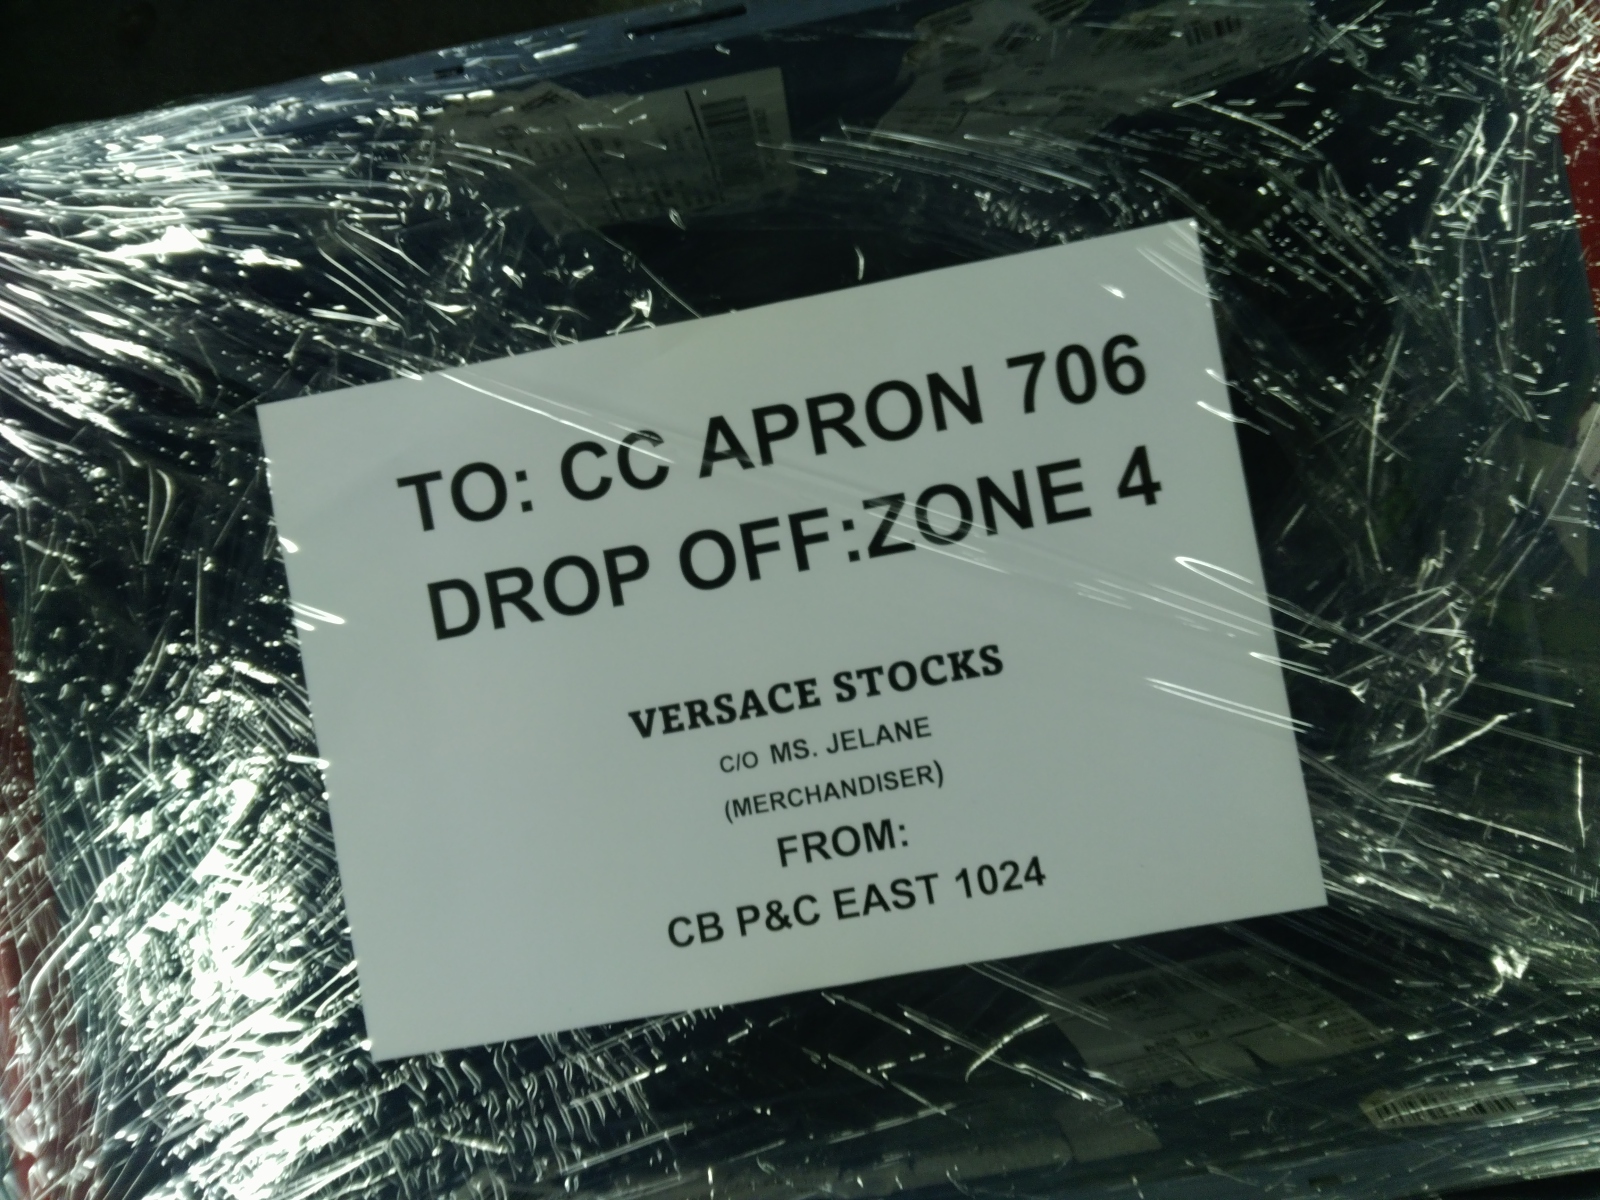 TO: CC APRON 706
DROP OFF:ZONE 4
VERSACE STOCKS
C/O MS. JELANE
(MERCHANDISER)
FROM:
CB P&C EAST 1024